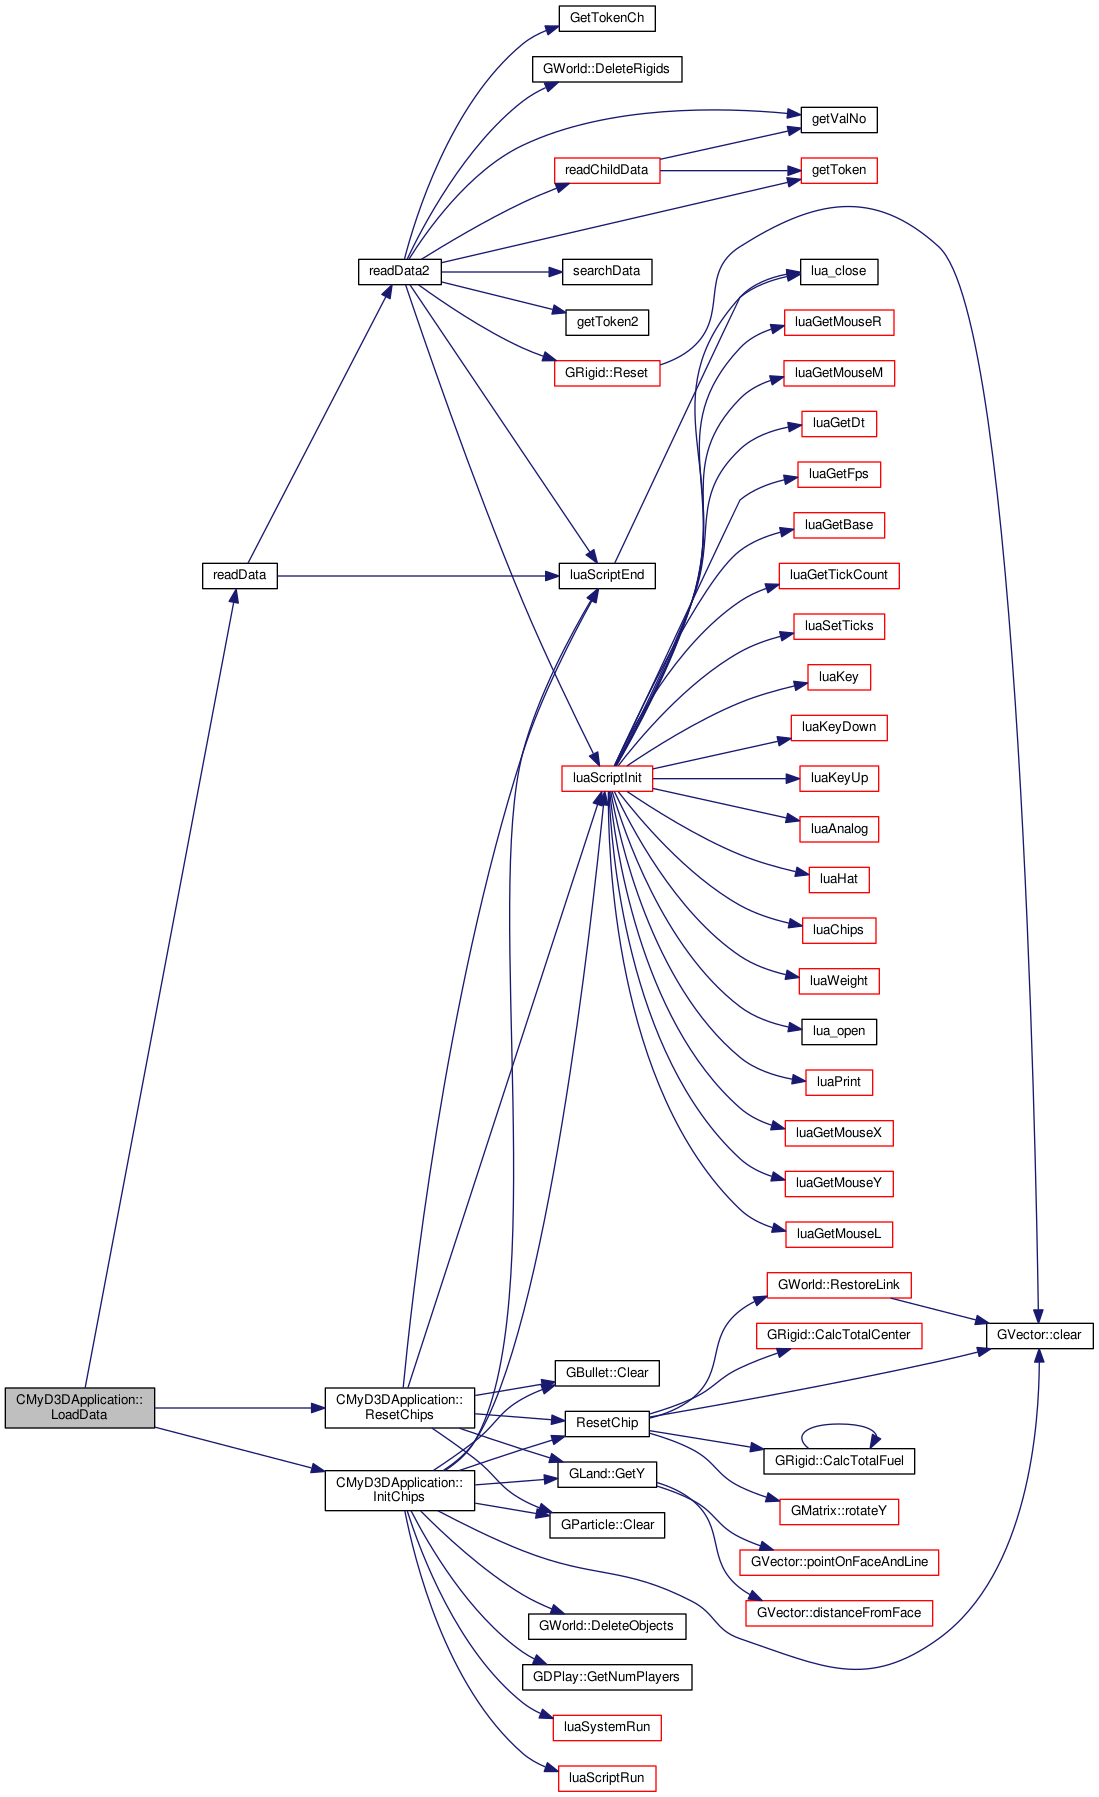 GetTokenCh
GWorld::DeleteRigids
getValNo
readChildData
getToken
readData2
searchData
lua_close
getToken2
luaGetMouseR
GRigid::Reset
luaGetMouseM
luaGetDt
luaGetFps
luaGetBase
readData
luaScriptEnd
luaGetTickCount
luaSetTicks
luaKey
luaKeyDown
luaScriptInit
luaKeyUp
luaAnalog
luaHat
luaChips
luaWeight
lua_open
luaPrint
luaGetMouseX
luaGetMouseY
luaGetMouseL
GWorld::RestoreLink
GRigid::CalcTotalCenter
GVector::clear
GBullet::Clear
CMyD3DApplication::
LoadData
CMyD3DApplication::
ResetChips
ResetChip
GRigid::CalcTotalFuel
GLand::GetY
CMyD3DApplication::
InitChips
GMatrix::rotateY
GParticle::Clear
GVector::pointOnFaceAndLine
GVector::distanceFromFace
GWorld::DeleteObjects
GDPlay::GetNumPlayers
luaSystemRun
luaScriptRun